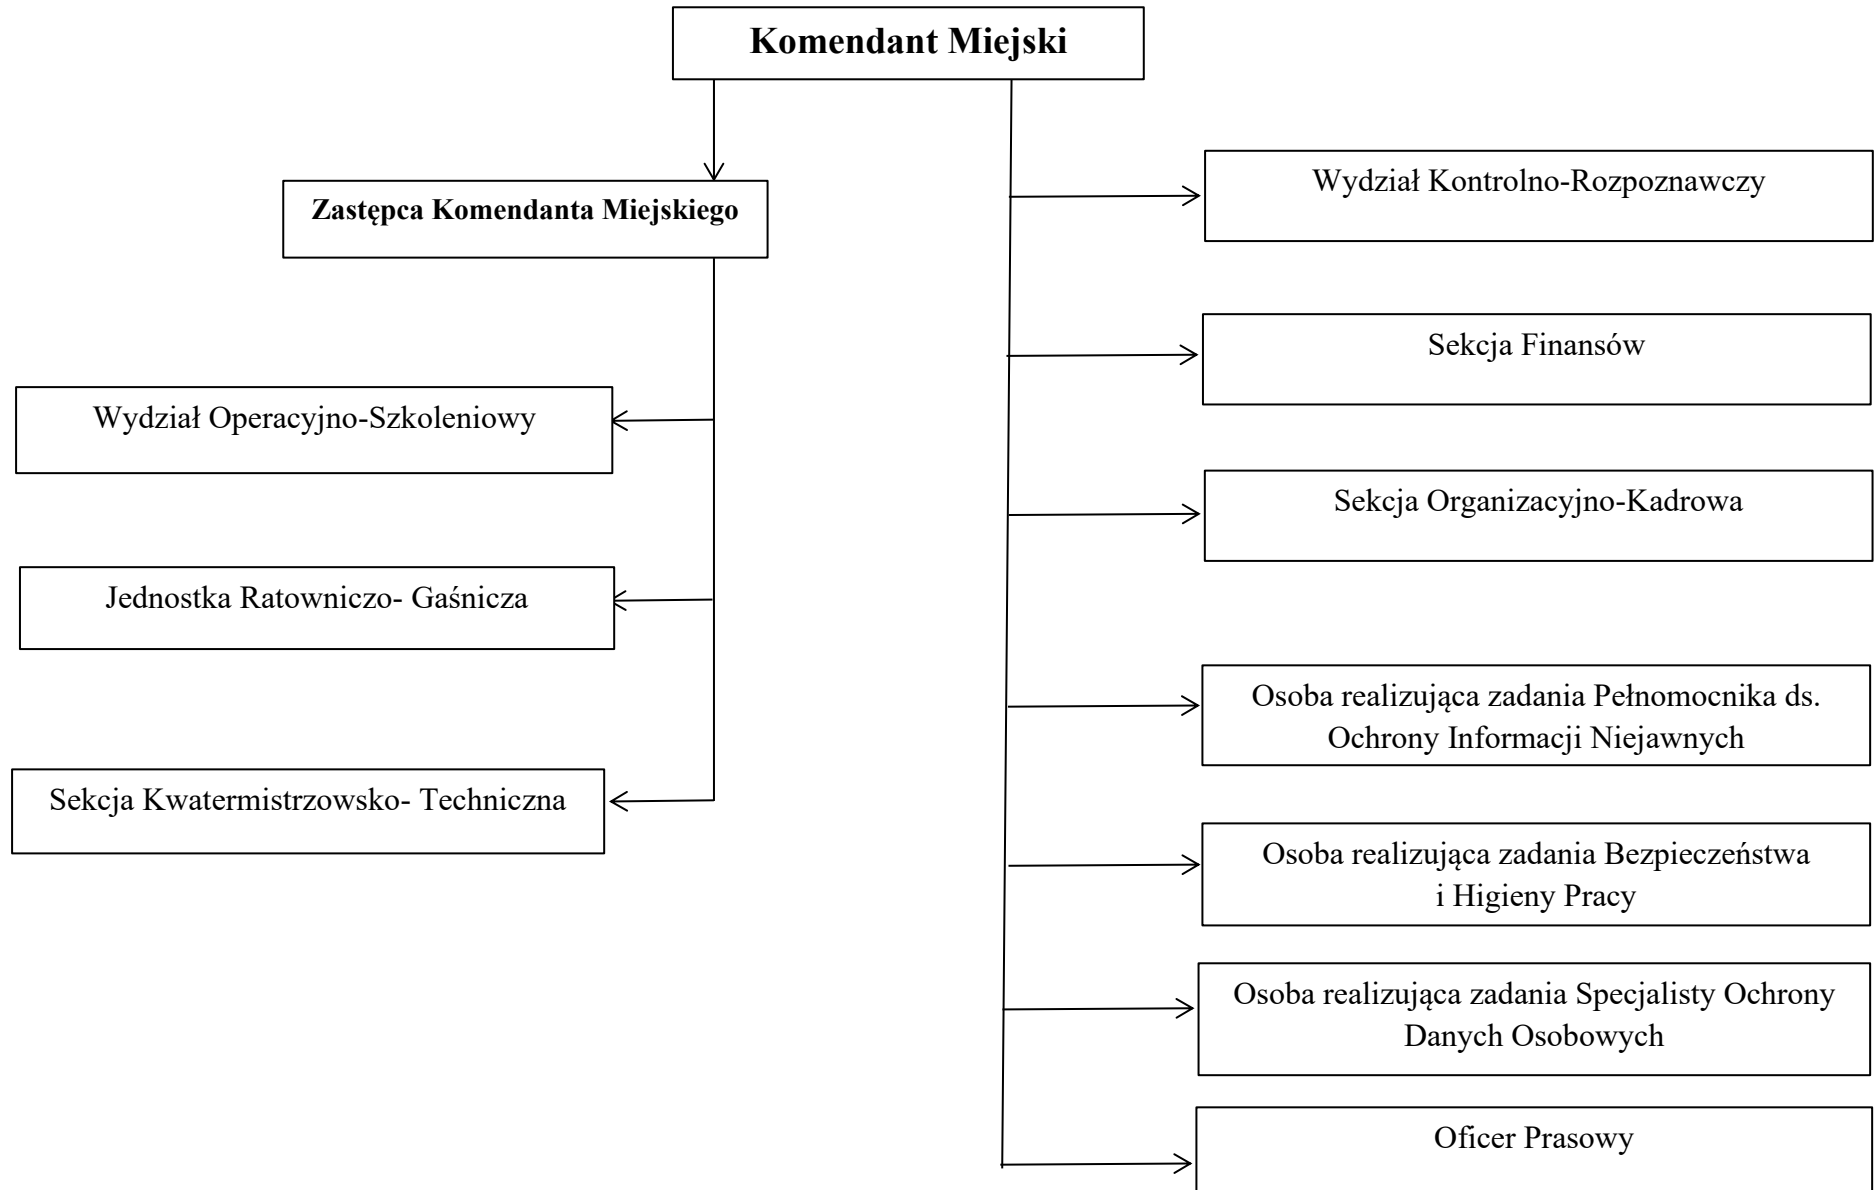 Komendant Miejski
Zastępca Komendanta Miejskiego
Wydział Operacyjno-Szkoleniowy
Jednostka Ratowniczo- Gaśnicza
Sekcja Kwatermistrzowsko- Techniczna
Wydział Kontrolno-Rozpoznawczy
Sekcja Finansów
Sekcja Organizacyjno-Kadrowa
Osoba realizująca zadania Pełnomocnika ds.
Ochrony Informacji Niejawnych
Osoba realizująca zadania Bezpieczeństwa
i Higieny Pracy
Osoba realizująca zadania Specjalisty Ochrony
Danych Osobowych
Oficer Prasowy